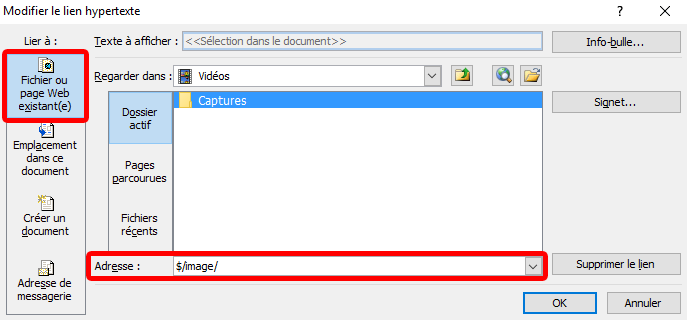 Modifier le lien hypertexte
?
Lier à :
Texte à afficher :
<<Sélection dans le document>>
Info-bulle...
Fichier ou
page Web
existant(e)
Regarder dans :
Vidéos
Dossier
actif
Captures
Signet...
Emplacement
dans ce
document
Pages
parcourues
Créer un
document
Fichiers
récents
Adresse :
$/image/
Supprimer le lien
Adresse de
messagerie
OK
Annuler